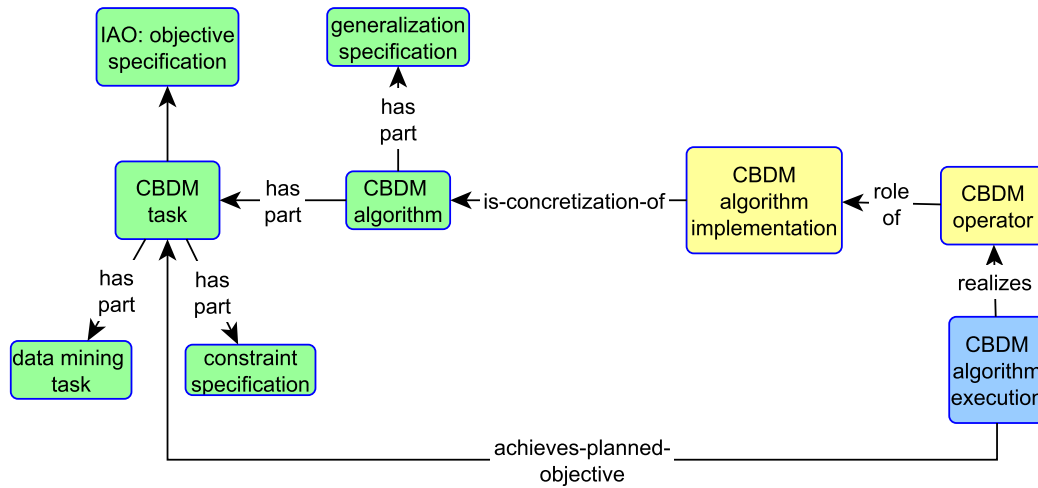 IAO: objective
specification
generalization
specification
has
part
CBDM
task
has
part
CBDM
algorithm
is-concretization-of
CBDM
algorithm
implementation
role
of
CBDM
operator
has
part
has
part
realizes
data mining
task
constraint
specification
CBDM
algorithm
execution
achieves-planned-
objective